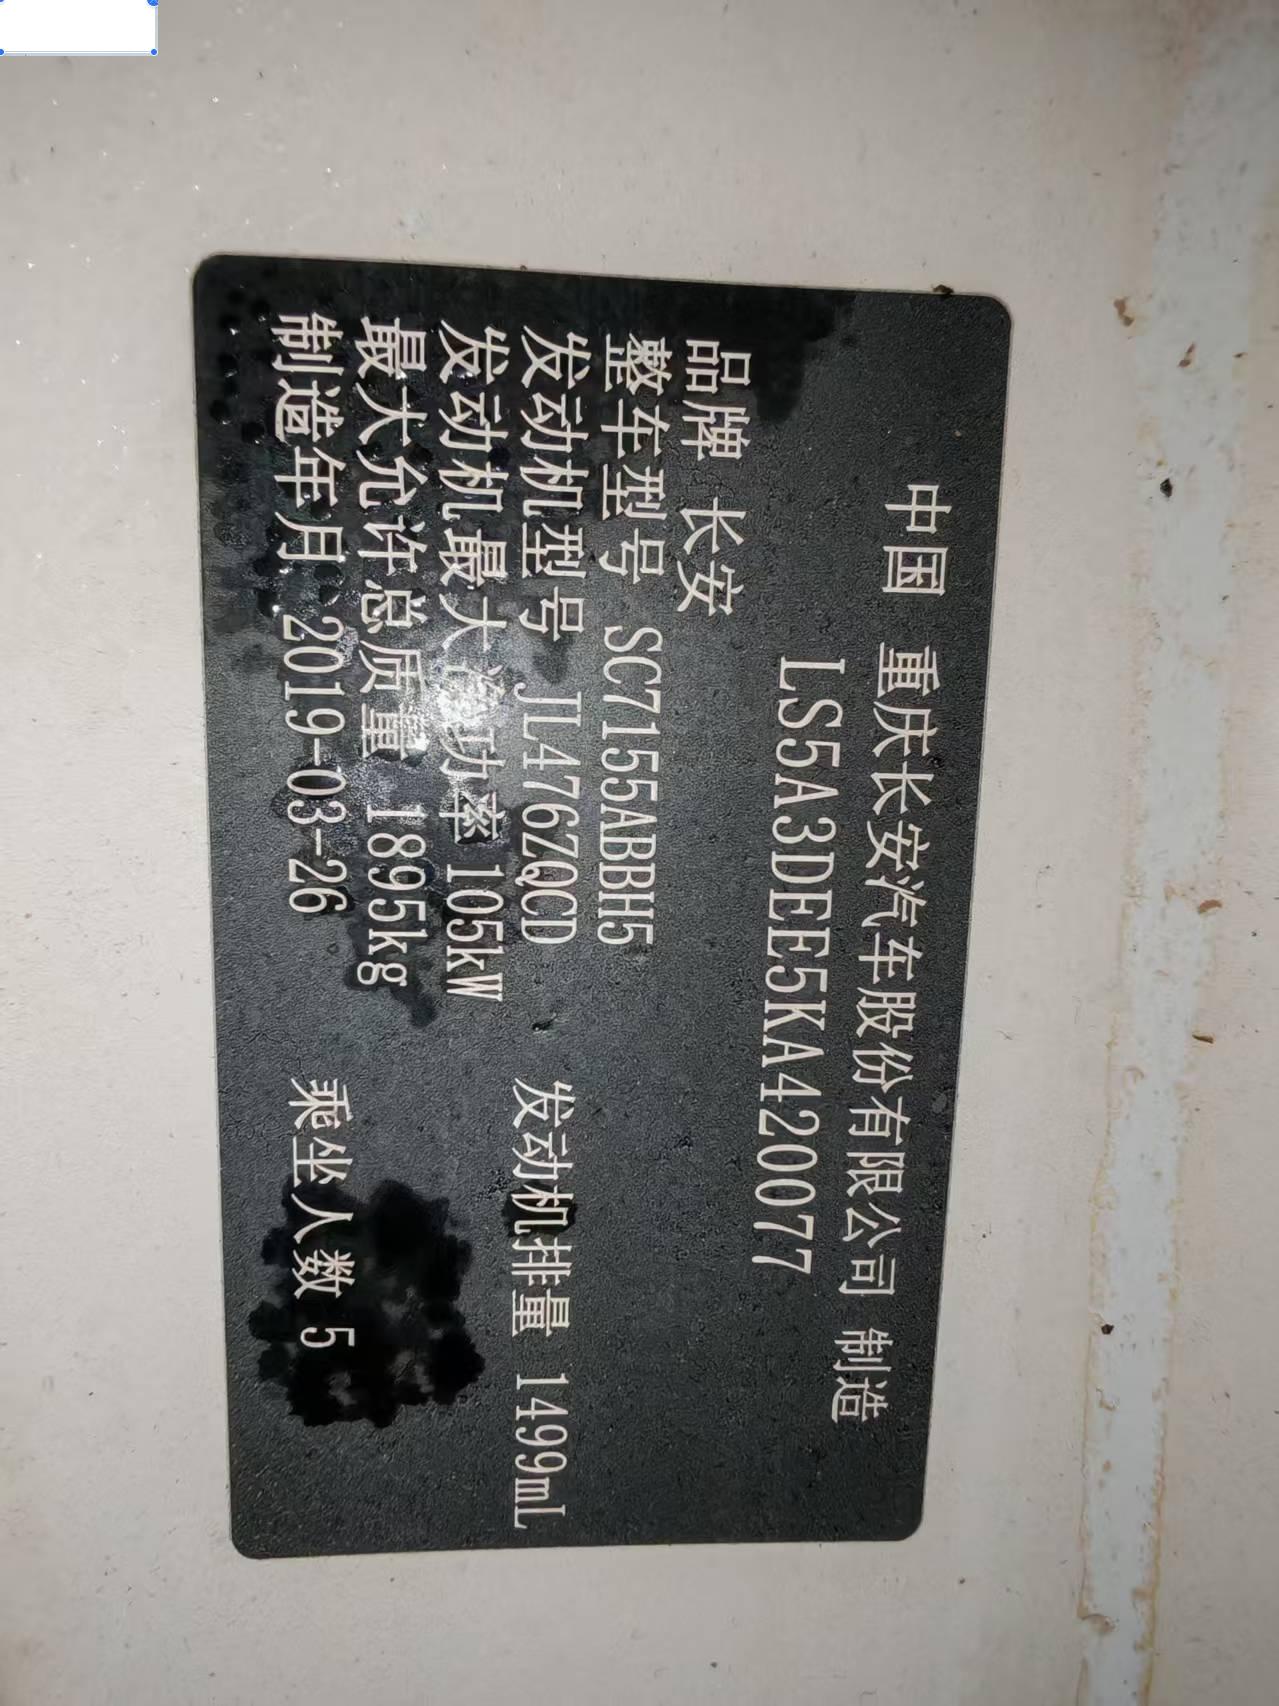 中国 重庆长安汽车股份有限公司 制造
LS5A3DEE5KA420077
品牌 长安
整车型号 SC7155ABBH5
发动机型号 JL476ZQCD 发动机排量 1499mL
发动机最大净功率 105kW
最大允许总质量 1895kg
制造年月 2019-03-26 乘坐人数 5